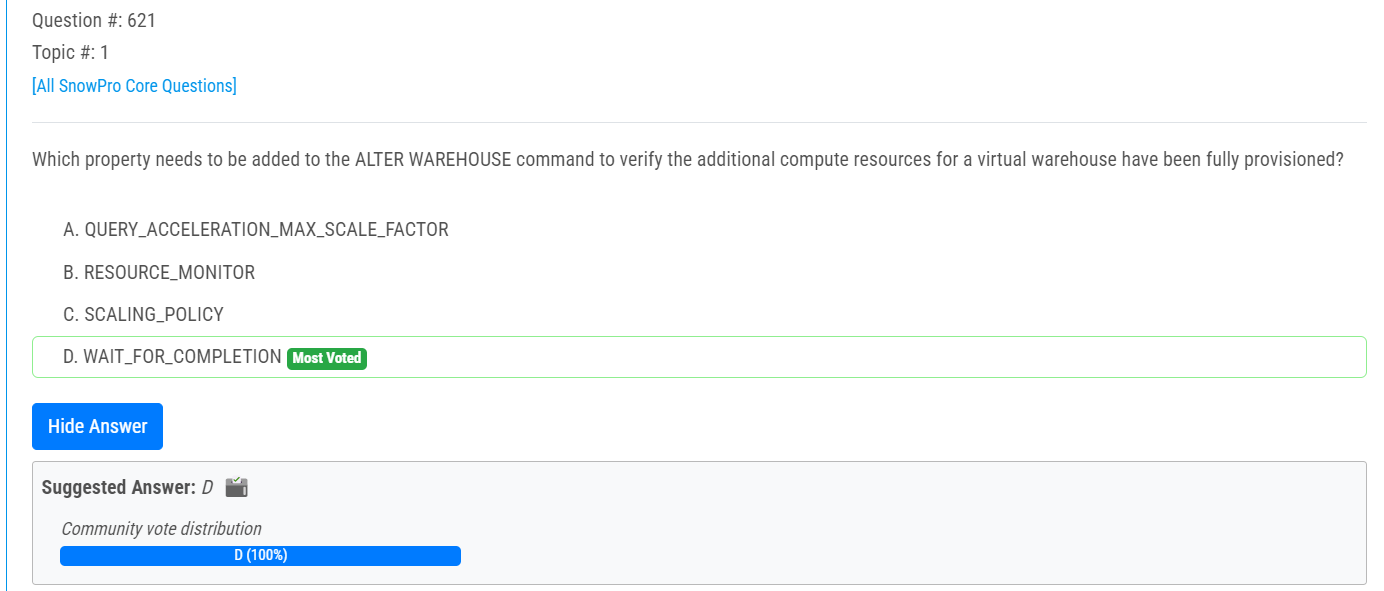 Question #: 621
Topic #: 1
[All SnowPro Core Questions]
Which property needs to be added to the ALTER WAREHOUSE command to verify the additional compute resources for a virtual warehouse have been fully provisioned?
A. QUERY_ACCELERATION_MAX_SCALE_FACTOR
B. RESOURCE_MONITOR
C. SCALING_POLICY
D. WAIT_FOR_COMPLETION Most Voted
Hide Answer
Suggested Answer: D
Community vote distribution
D (100%)